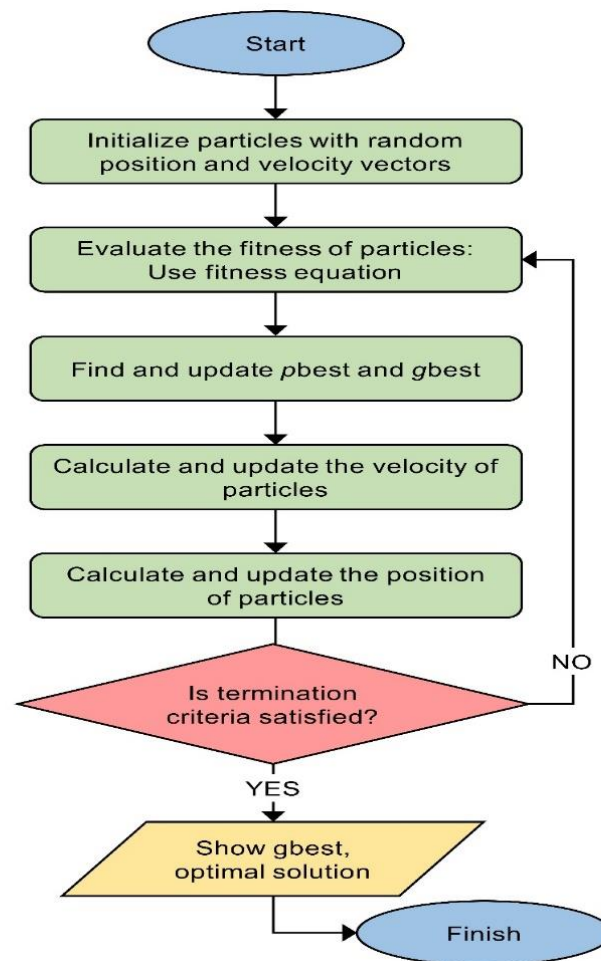 Start
Initialize particles with random
position and velocity vectors
Evaluate the fitness of particles:
Use fitness equation
Find and update pbest and gbest
Calculate and update the velocity of
particles
Calculate and update the position
of particles
NO
Is termination
criteria satisfied?
YES
Show gbest,
optimal solution
Finish